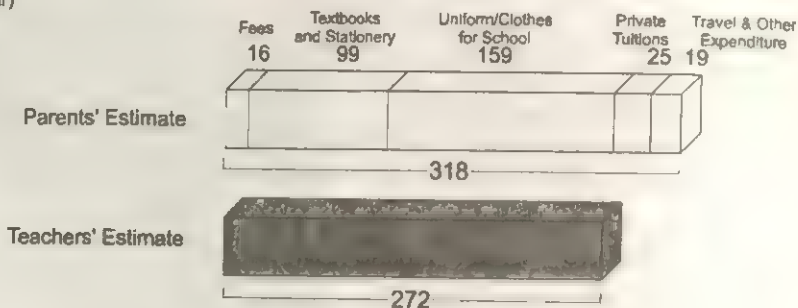 Fees
Textbooks and Stationery
Uniform/Clothes for School
Private Tuitions
Travel & Other Expenditure
16 99 159 25 19
Parents' Estimate
318
Teachers' Estimate
272